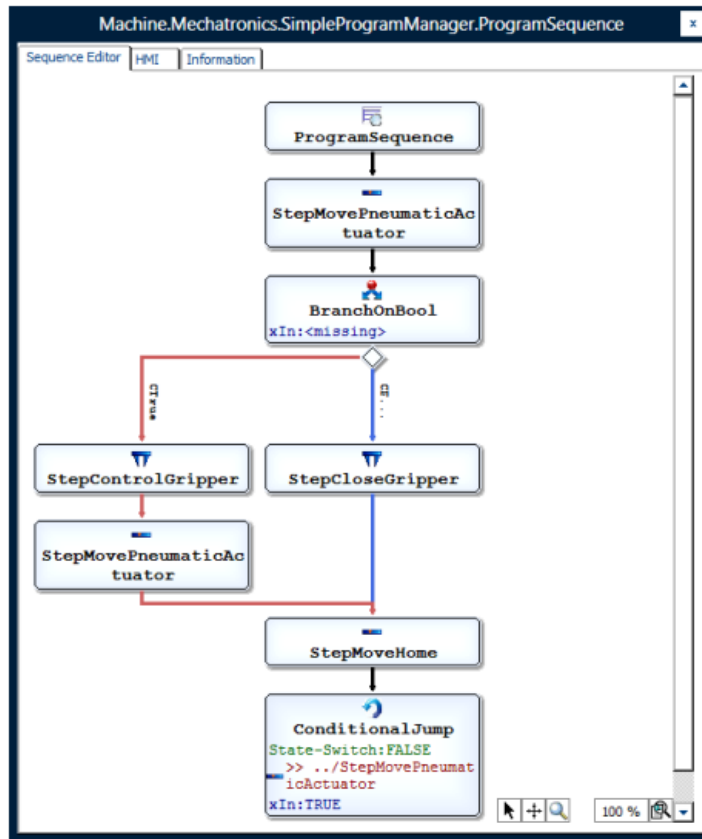 Machine.Mechatronics.SimpleProgramManager.ProgramSequence
x
Sequence Editor HMI Information
ProgramSequence
StepMovePneumaticAc
tuator
BranchOnBool
xIn:<missing>
CTrue
CF...
StepControlGripper
StepCloseGripper
StepMovePneumaticAc
tuator
StepMoveHome
ConditionalJump
State-Switch:FALSE
>> ../StepMovePneumat
icActuator
xIn:TRUE
100 %